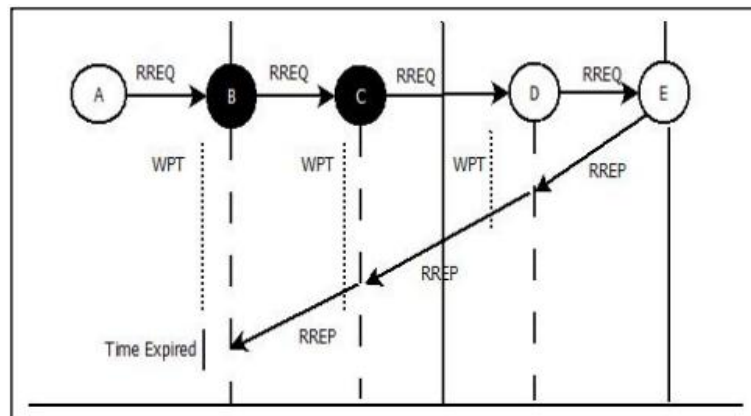 RREQ
RREQ
RREQ
RREQ
A
B
C
D
E
WPT
WPT
WPT
RREP
RREP
RREP
Time Expired